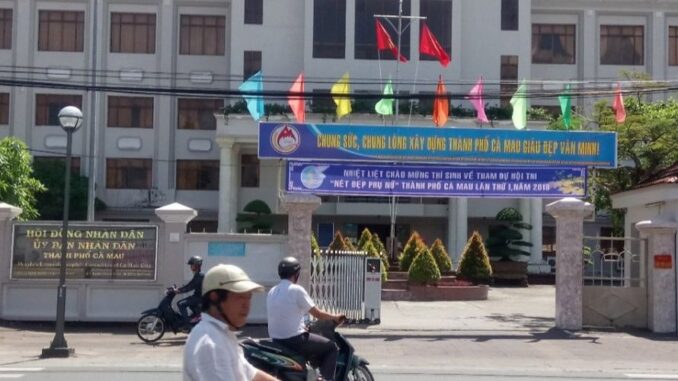 CHUNG SỨC, CHUNG LÒNG XÂY DỰNG THÀNH PHỐ CÀ MAU GIÀU ĐẸP VĂN MINH!
NHIỆT LIỆT CHÀO MỪNG THÍ SINH VỀ THAM DỰ HỘI THI
"NÉT ĐẸP PHỤ NỮ" THÀNH PHỐ CÀ MAU LẦN THỨ I, NĂM 2016
HỘI ĐỒNG NHÂN DÂN
ỦY BAN NHÂN DÂN
THÀNH PHỐ CÀ MAU